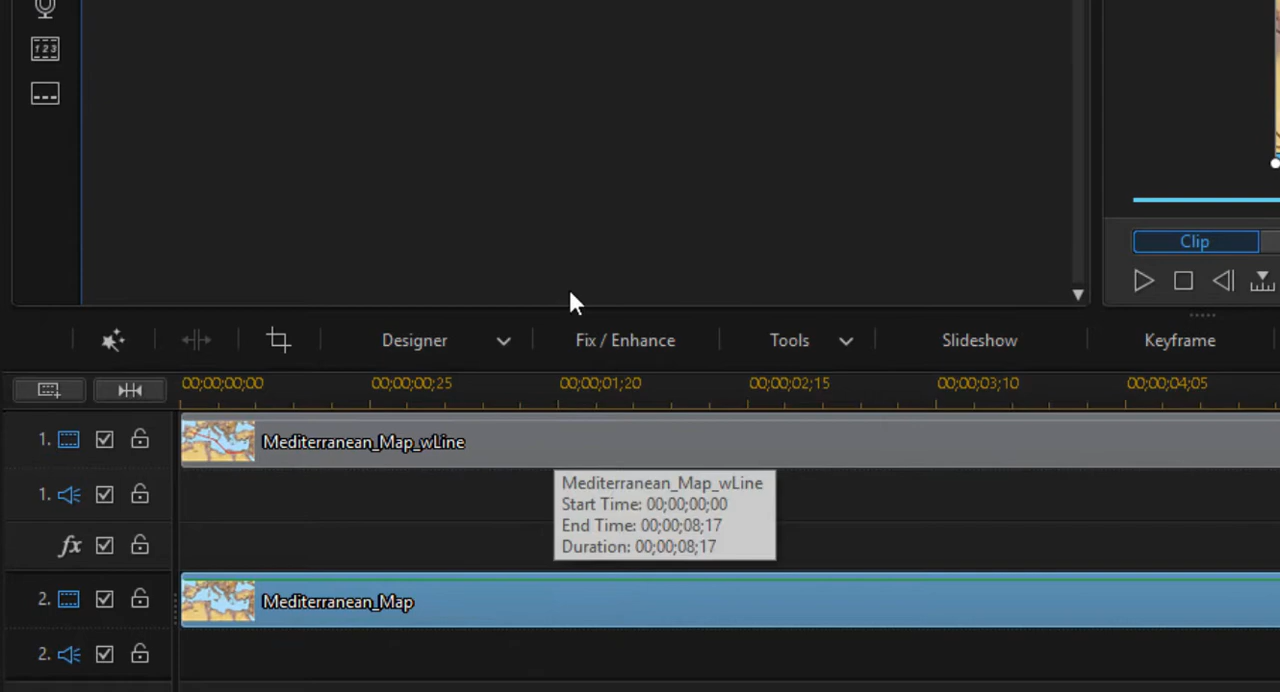 123
Clip
Designer Fix / Enhance Tools Slideshow Keyframe
00;00;00;00 00;00;00;25 00;00;01;20 00;00;02;15 00;00;03;10 00;00;04;05
1. Mediterranean_Map_wLine
1.
Mediterranean_Map_wLine
Start Time: 00;00;00;00
End Time: 00;00;08;17
Duration: 00;00;08;17
fx
2. Mediterranean_Map
2.